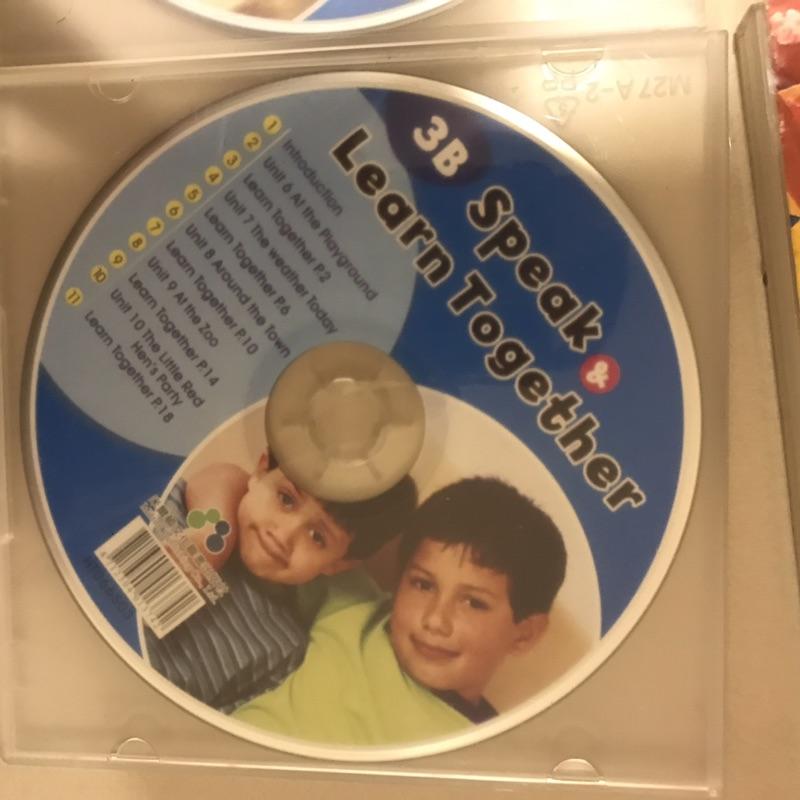 3B
Speak &
Learn Together
1 Introduction
2 Unit 6 At the Playground
3 Learn Together P.2
4 Unit 7 The weather Today
5 Learn Together P.6
6 Unit 8 Around the Town
7 Learn Together P.10
8 Unit 9 At the Zoo
9 Learn Together P.14
10 Unit 10 The Little Red
Hen's Party
11 Learn Together P.18
M27A-2 PP